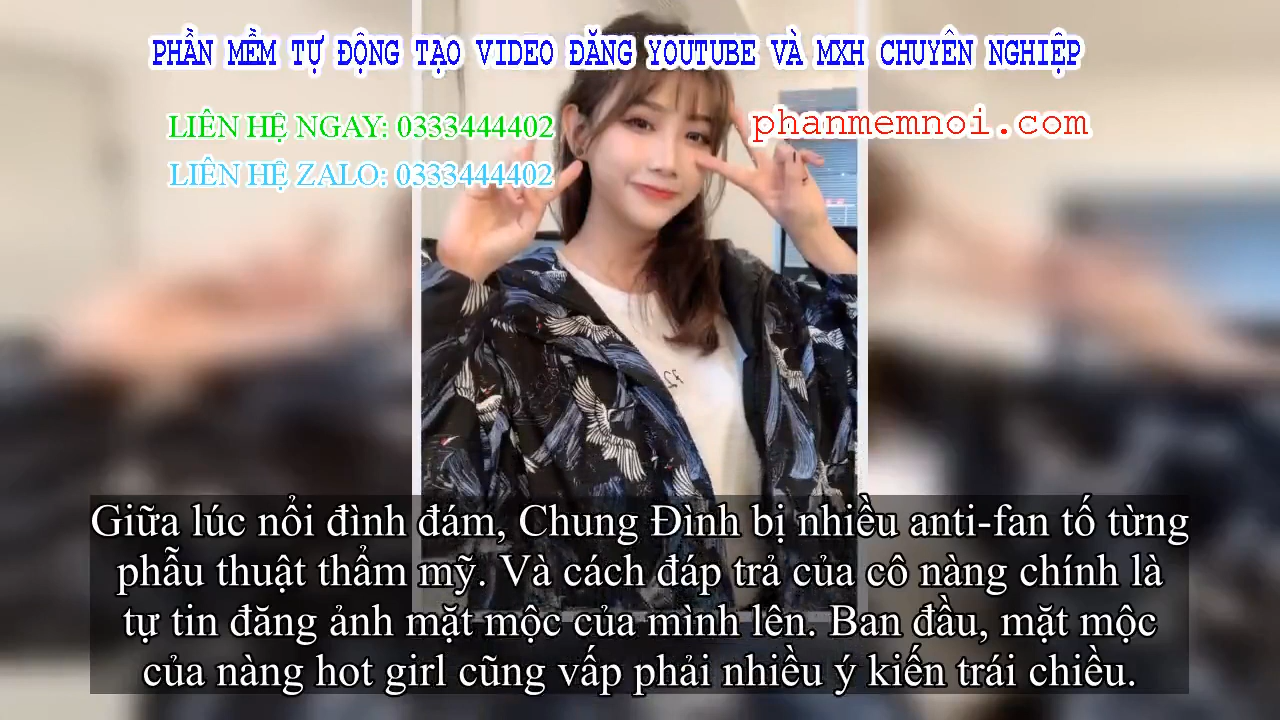 PHẦN MỀM TỰ ĐỘNG TẠO VIDEO ĐĂNG YOUTUBE VÀ MXH CHUYÊN NGHIỆP
LIÊN HỆ NGAY: 0333444402
phanmemnoi.com
LIÊN HỆ ZALO: 0333444402
Giữa lúc nổi đình đám, Chung Đình bị nhiều anti-fan tố từng
phẫu thuật thẩm mỹ. Và cách đáp trả của cô nàng chính là
tự tin đăng ảnh mặt mộc của mình lên. Ban đầu, mặt mộc
của nàng hot girl cũng vấp phải nhiều ý kiến trái chiều.